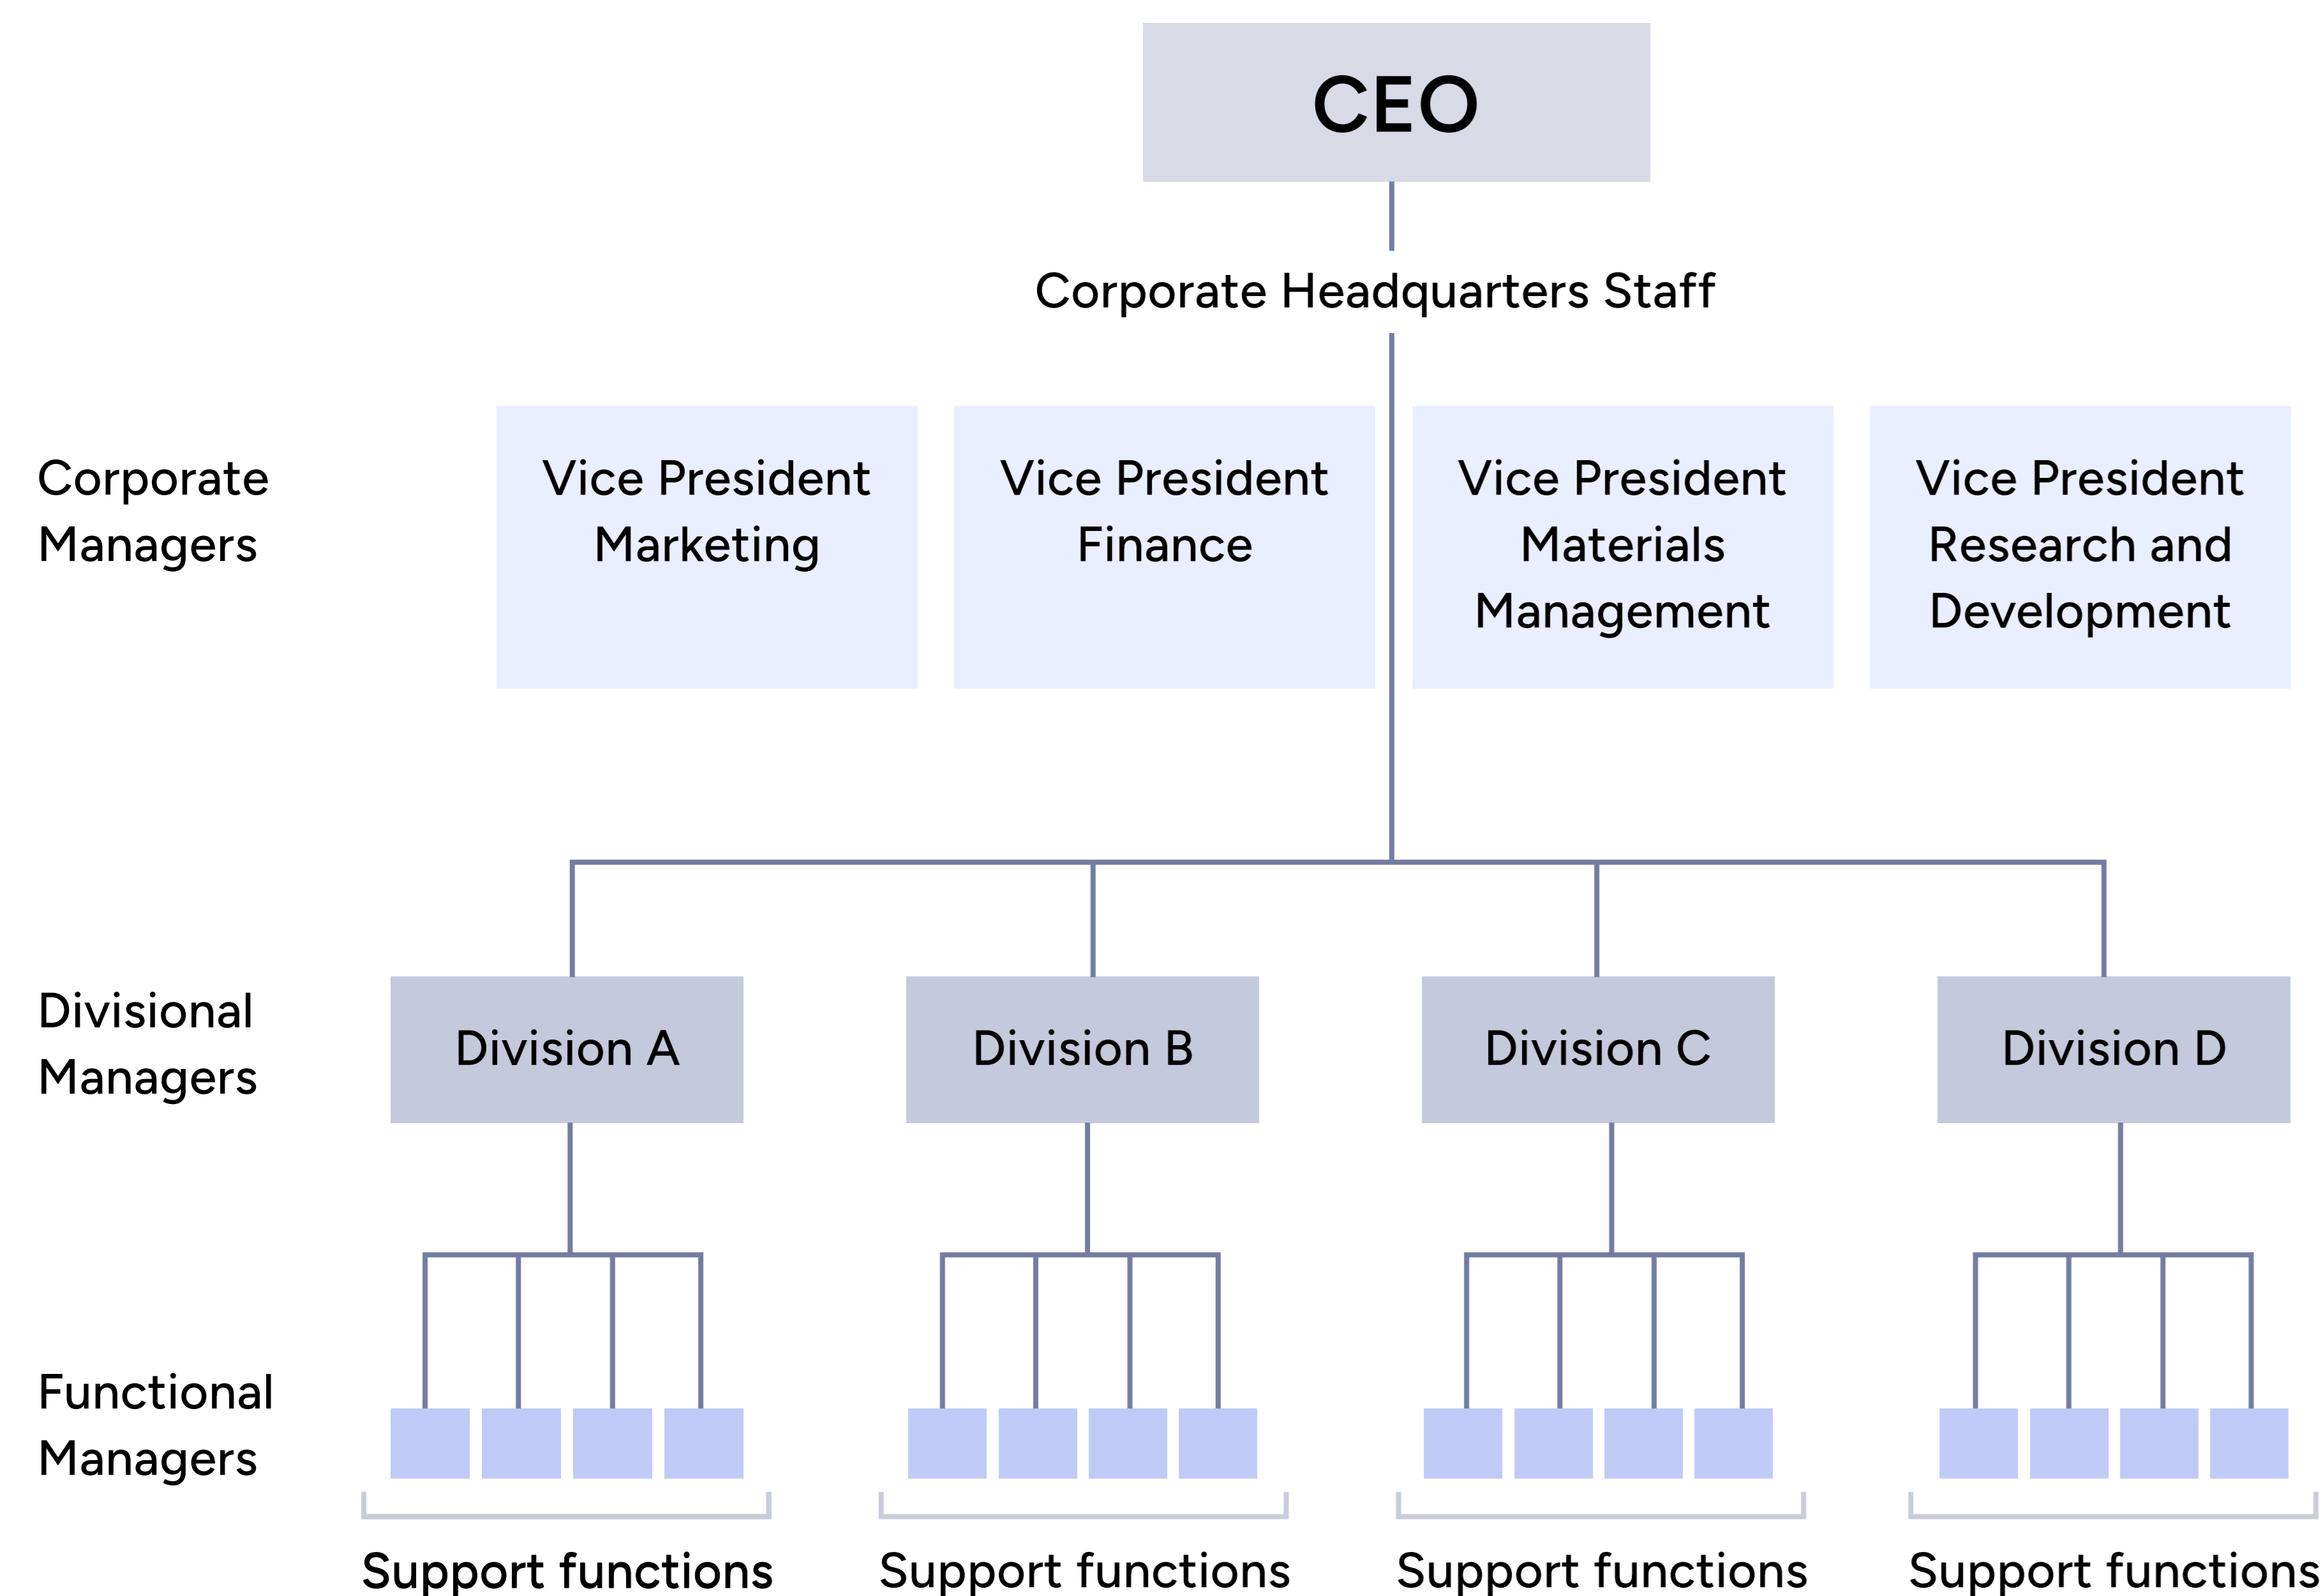 CEO
Corporate Headquarters Staff
Corporate
Managers
Vice President
Marketing
Vice President
Finance
Vice President
Materials
Management
Vice President
Research and
Development
Divisional
Managers
Division A
Division B
Division C
Division D
Functional
Managers
Support functions
Support functions
Support functions
Support functions